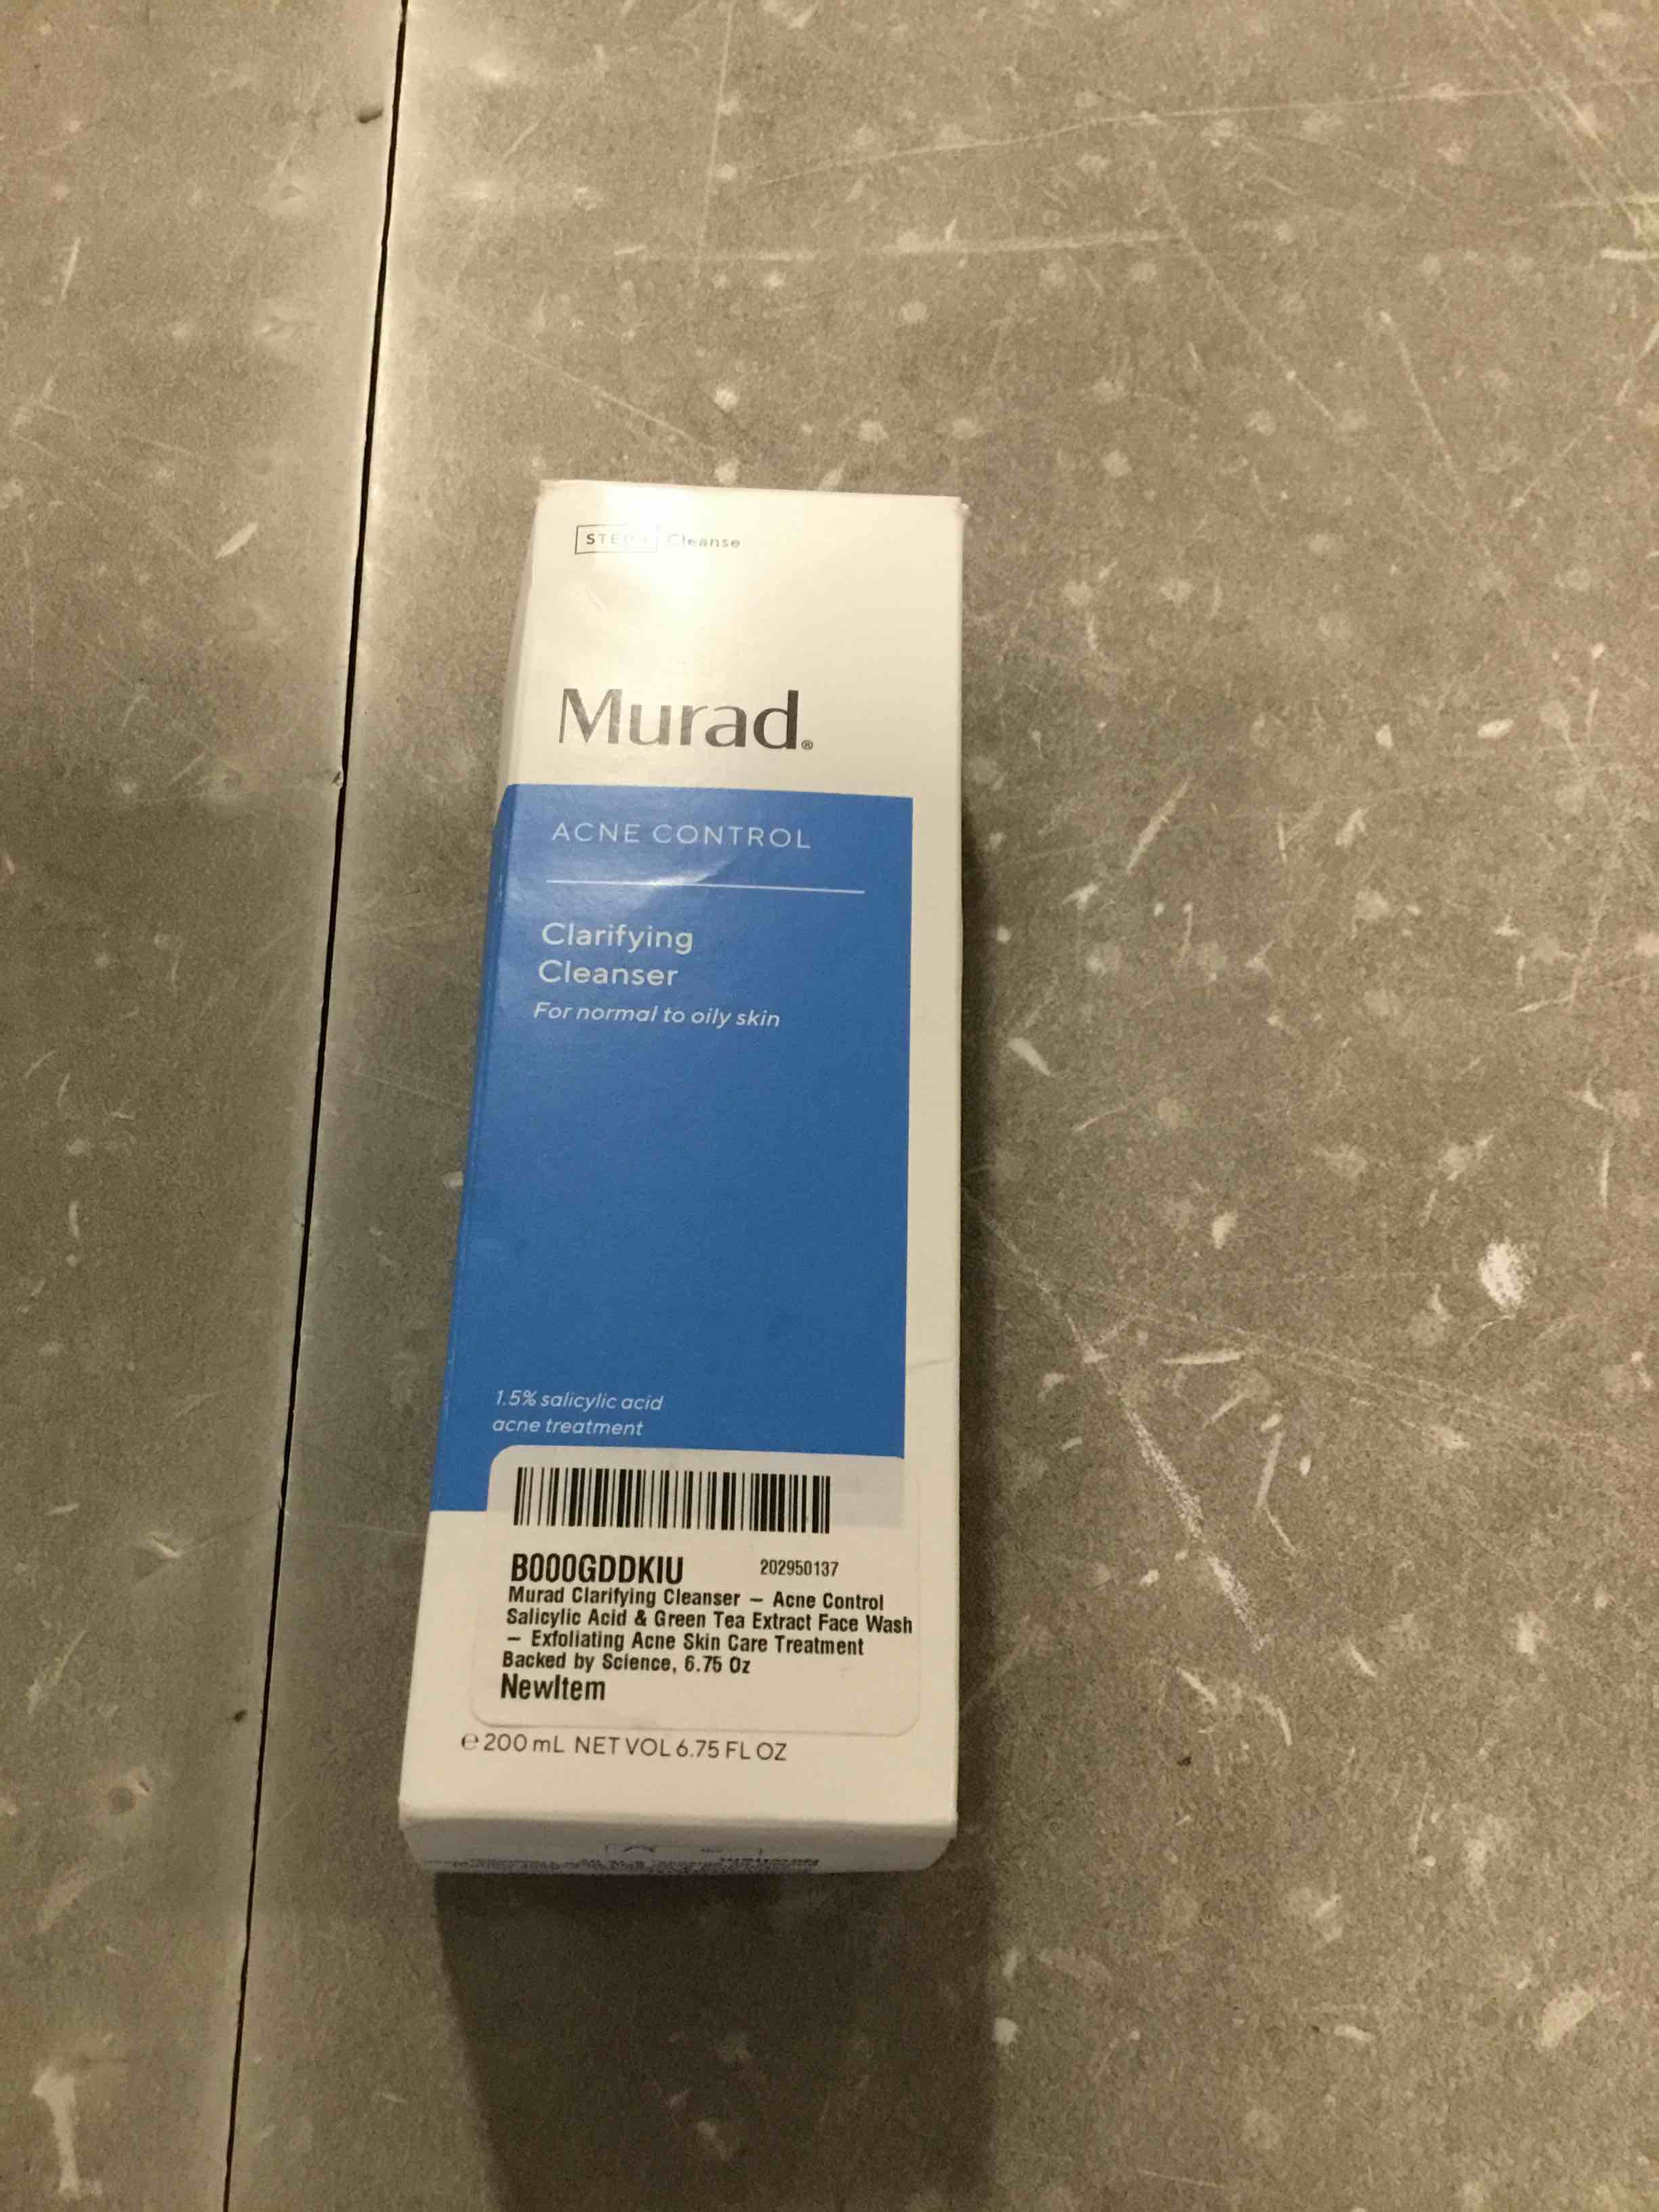 Cleanse
Murad®
ACNE CONTROL
Clarifying
Cleanser
For normal to oily skin
1.5% salicylic acid
acne treatment
B000GDDKIU 202950137
Murad Clarifying Cleanser – Acne Control
Salicylic Acid & Green Tea Extract Face Wash
– Exfoliating Acne Skin Care Treatment
Backed by Science, 6.75 Oz
NewItem
℮ 200 mL NET VOL 6.75 FL OZ